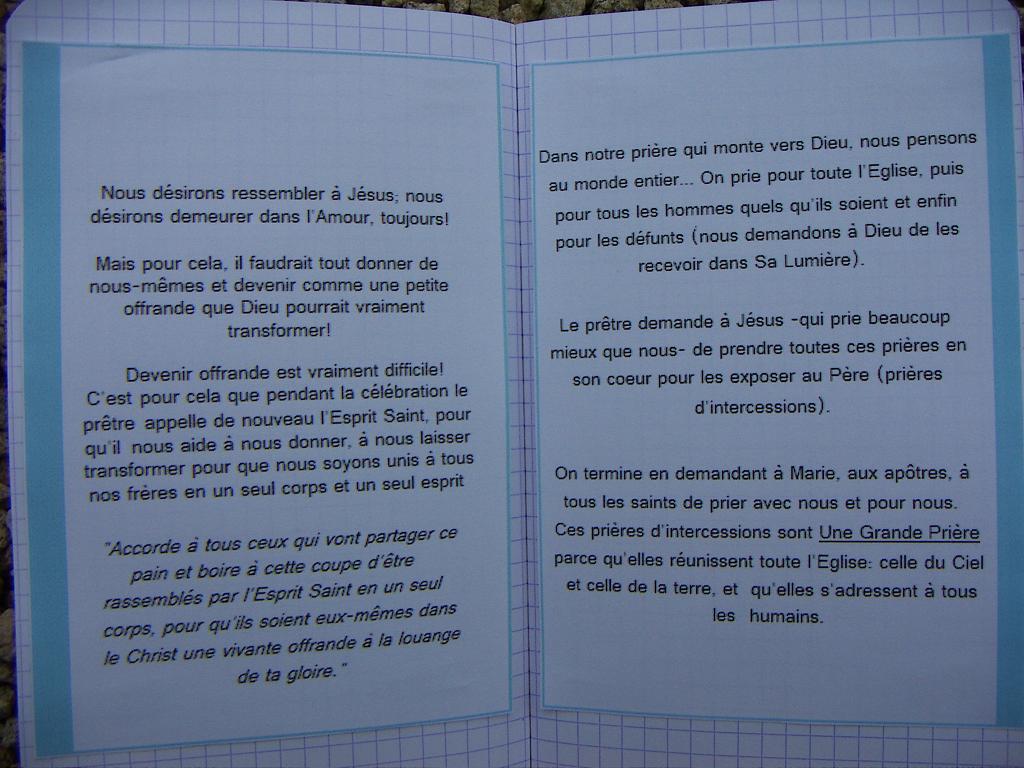 Nous désirons ressembler à Jésus; nous
désirons demeurer dans l'Amour, toujours!
Mais pour cela, il faudrait tout donner de
nous-mêmes et devenir comme une petite
offrande que Dieu pourrait vraiment
transformer!
Devenir offrande est vraiment difficile!
C'est pour cela que pendant la célébration le
prêtre appelle de nouveau l'Esprit Saint, pour
qu'il nous aide à nous donner, à nous laisser
transformer pour que nous soyons unis à tous
nos frères en un seul corps et un seul esprit
"Accorde à tous ceux qui vont partager ce
pain et boire à cette coupe d'être
rassemblés par l'Esprit Saint en un seul
corps, pour qu'ils soient eux-mêmes dans
le Christ une vivante offrande à la louange
de ta gloire."
Dans notre prière qui monte vers Dieu, nous pensons
au monde entier... On prie pour toute l'Eglise, puis
pour tous les hommes quels qu'ils soient et enfin
pour les défunts (nous demandons à Dieu de les
recevoir dans Sa Lumière).
Le prêtre demande à Jésus -qui prie beaucoup
mieux que nous- de prendre toutes ces prières en
son coeur pour les exposer au Père (prières
d'intercessions).
On termine en demandant à Marie, aux apôtres, à
tous les saints de prier avec nous et pour nous.
Ces prières d'intercessions sont Une Grande Prière
parce qu'elles réunissent toute l'Eglise: celle du Ciel
et celle de la terre, et qu'elles s'adressent à tous
les humains.